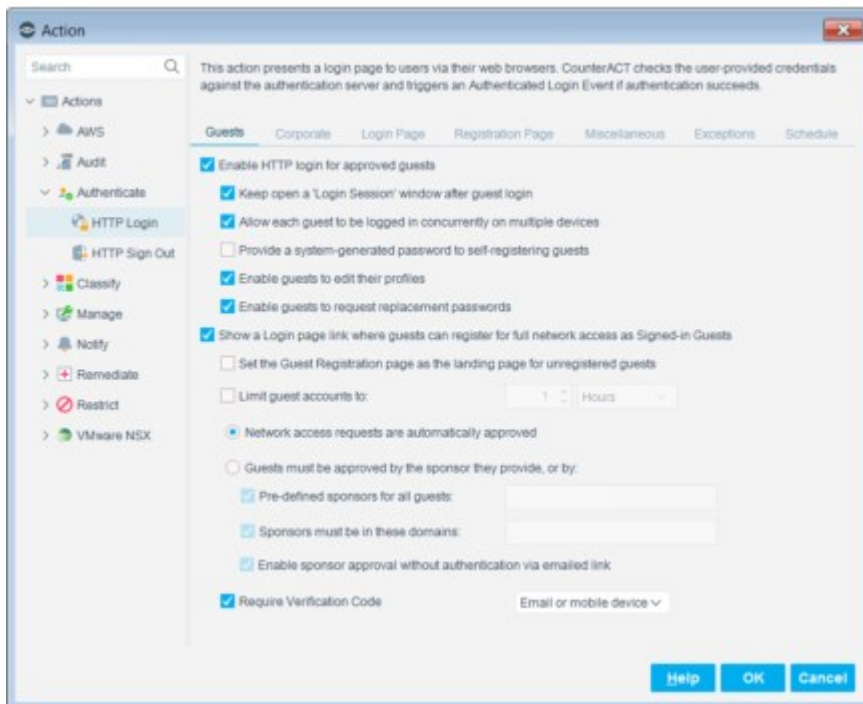 Action
Search
This action presents a login page to users via their web browsers. CounterACT checks the user-provided credentials
against the authentication server and triggers an Authenticated Login Event if authentication succeeds.
Actions
AWS
Audit
Authenticate
HTTP Login
HTTP Sign Out
Classify
Manage
Notify
Remediate
Restrict
VMware NSX
Guests Corporate Login Page Registration Page Miscellaneous Exceptions Schedule
Enable HTTP login for approved guests
Keep open a 'Login Session' window after guest login
Allow each guest to be logged in concurrently on multiple devices
Provide a system-generated password to self-registering guests
Enable guests to edit their profiles
Enable guests to request replacement passwords
Show a Login page link where guests can register for full network access as Signed-in Guests
Set the Guest Registration page as the landing page for unregistered guests
Limit guest accounts to: 1 Hours
Network access requests are automatically approved
Guests must be approved by the sponsor they provide, or by:
Pre-defined sponsors for all guests:
Sponsors must be in these domains:
Enable sponsor approval without authentication via emailed link
Require Verification Code Email or mobile device
Help OK Cancel